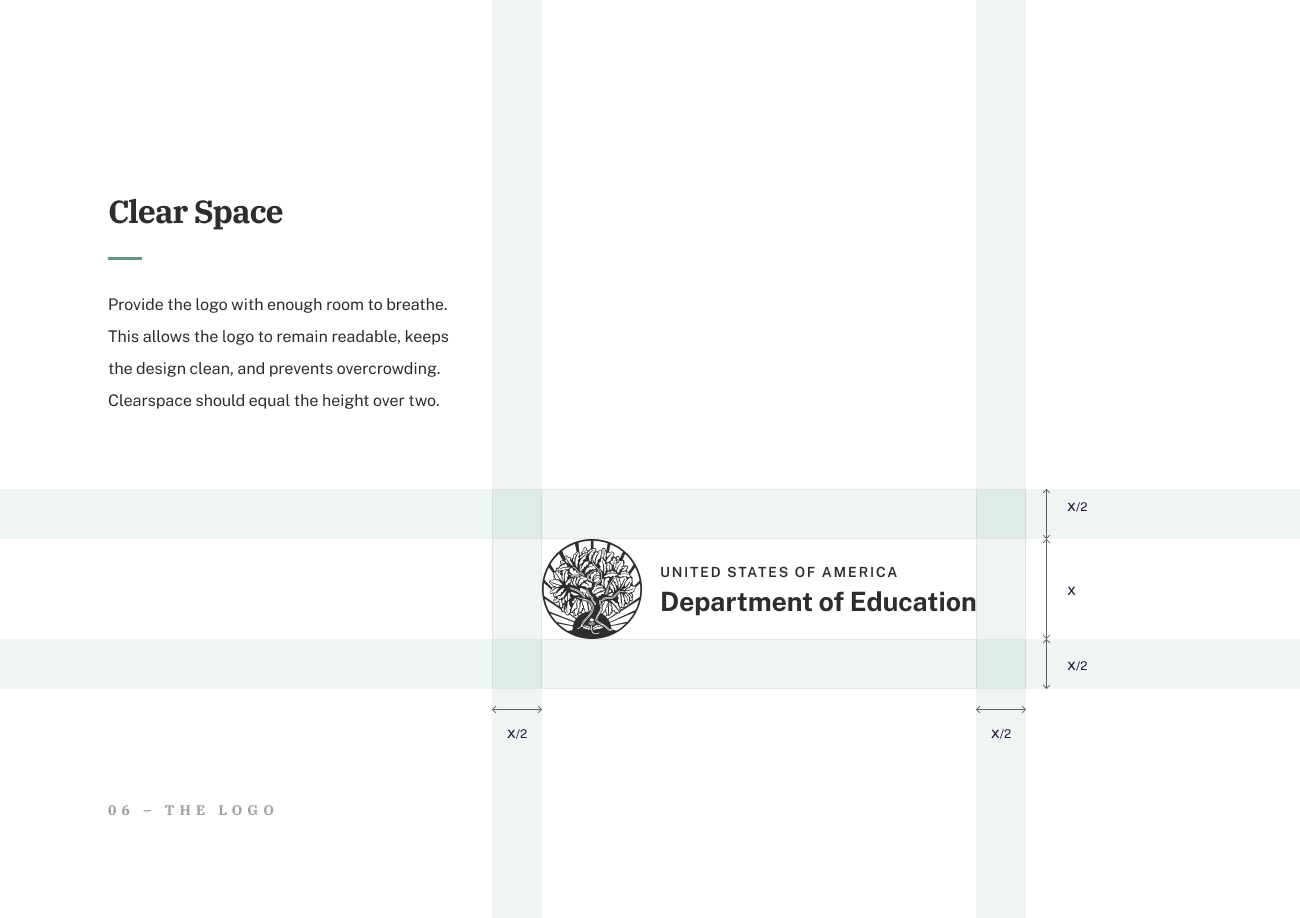 Clear Space
Provide the logo with enough room to breathe.
This allows the logo to remain readable, keeps
the design clean, and prevents overcrowding.
Clearspace should equal the height over two.
X/2
UNITED STATES OF AMERICA
X
Department of Education
X/2
X/2
X/2
06 – THE LOGO